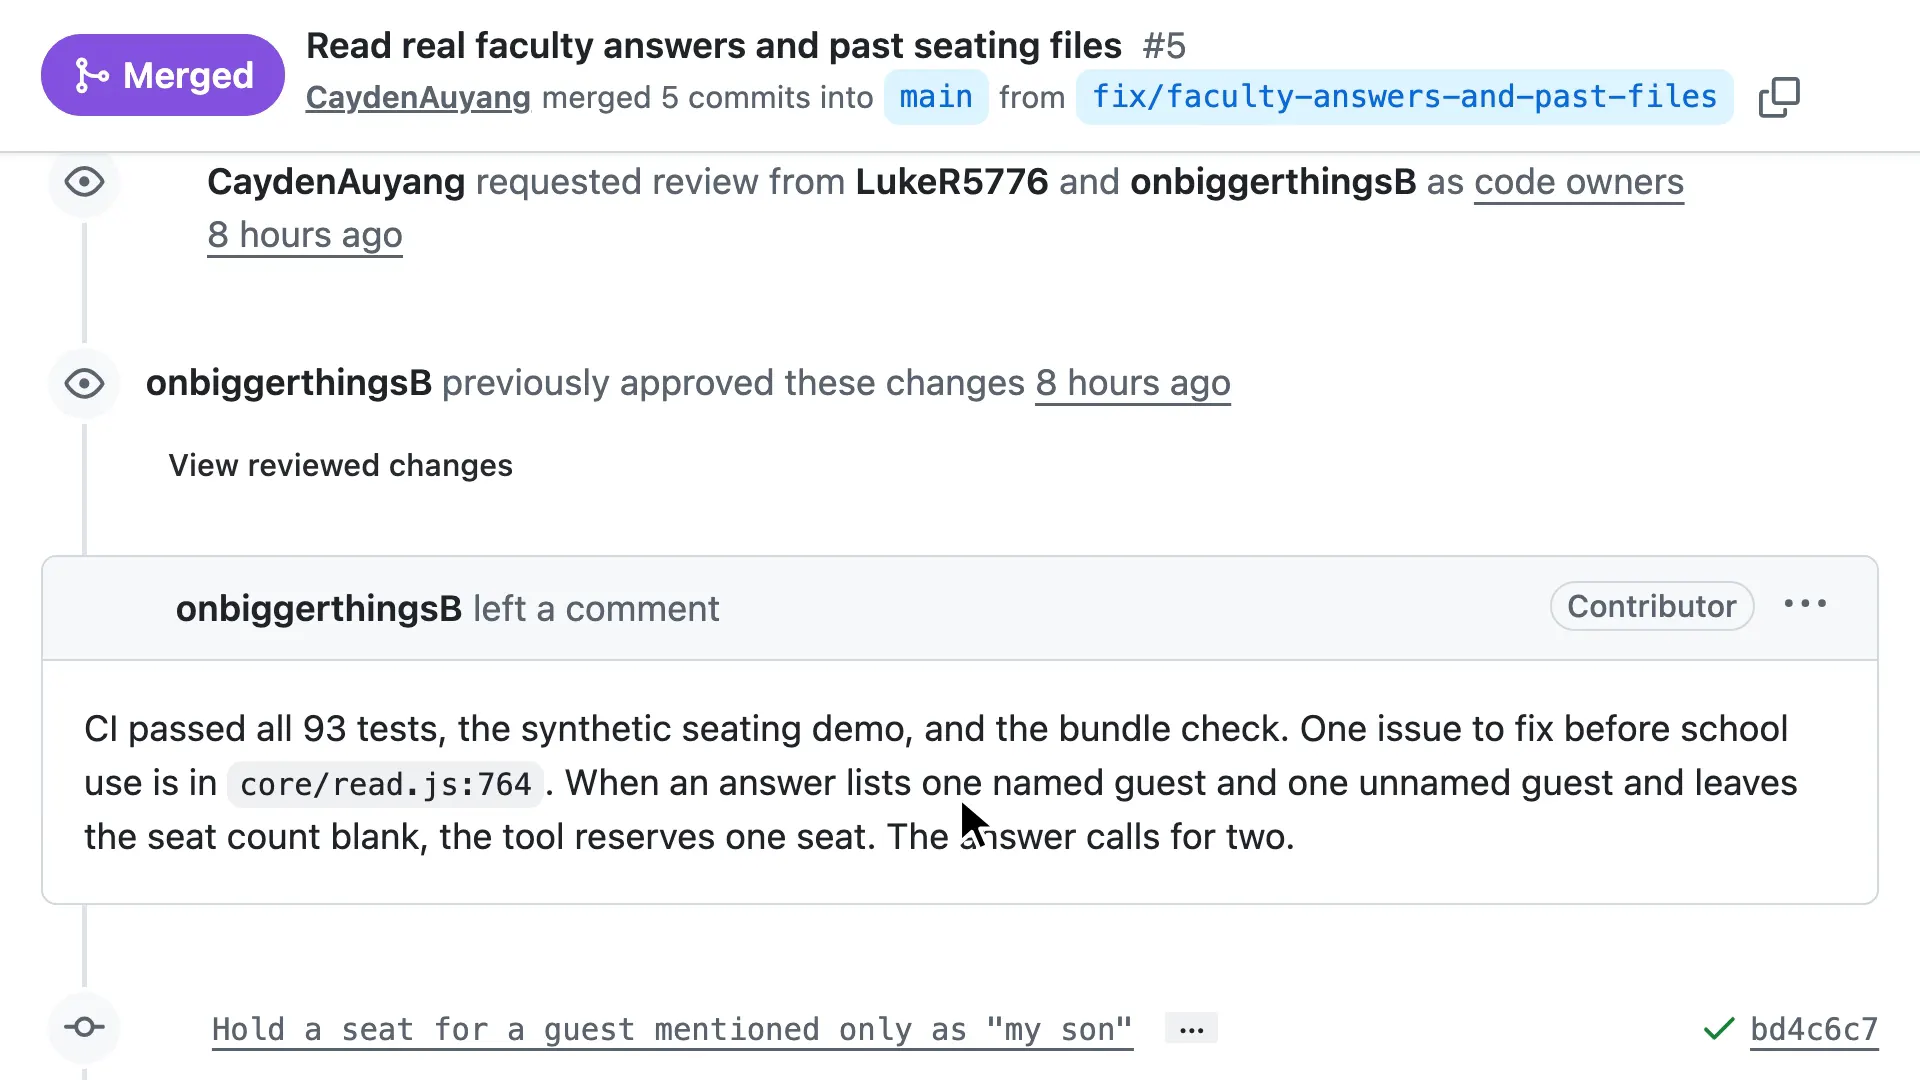 Merged
Read real faculty answers and past seating files #5
CaydenAuyang merged 5 commits into main from fix/faculty-answers-and-past-files
CaydenAuyang requested review from LukeR5776 and onbiggerthingsB as code owners
8 hours ago
onbiggerthingsB previously approved these changes 8 hours ago
View reviewed changes
onbiggerthingsB left a comment
Contributor
CI passed all 93 tests, the synthetic seating demo, and the bundle check. One issue to fix before school
use is in core/read.js:764. When an answer lists one named guest and one unnamed guest and leaves
the seat count blank, the tool reserves one seat. The answer calls for two.
Hold a seat for a guest mentioned only as "my son" ...
bd4c6c7